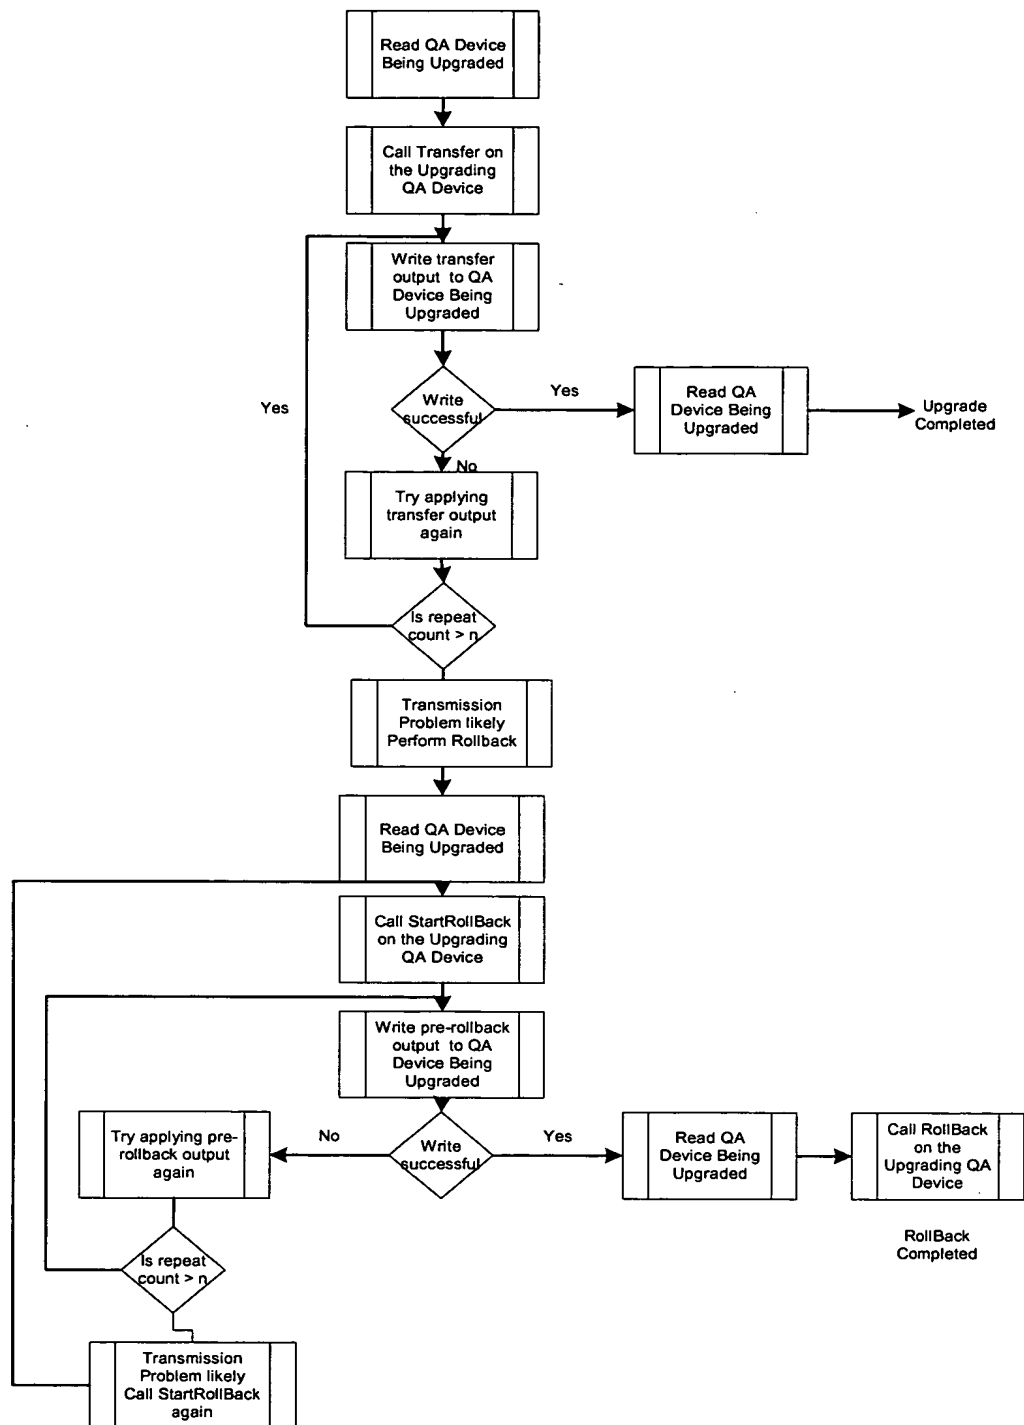 Read QA Device
Being Upgraded
Call Transfer on
the Upgrading
QA Device
Write transfer
output to QA
Device Being
Upgraded
Yes
Write
successful
Yes
Read QA
Device Being
Upgraded
Upgrade
Completed
No
Try applying
transfer output
again
Is repeat
count > n
Transmission
Problem likely
Perform Rollback
Read QA Device
Being Upgraded
Call StartRollBack
on the Upgrading
QA Device
Write pre-rollback
output to QA
Device Being
Upgraded
Try applying pre-
rollback output
again
No
Write
successful
Yes
Read QA
Device Being
Upgraded
Call RollBack
on the
Upgrading QA
Device
RollBack
Completed
Is repeat
count > n
Transmission
Problem likely
Call StartRollBack
again